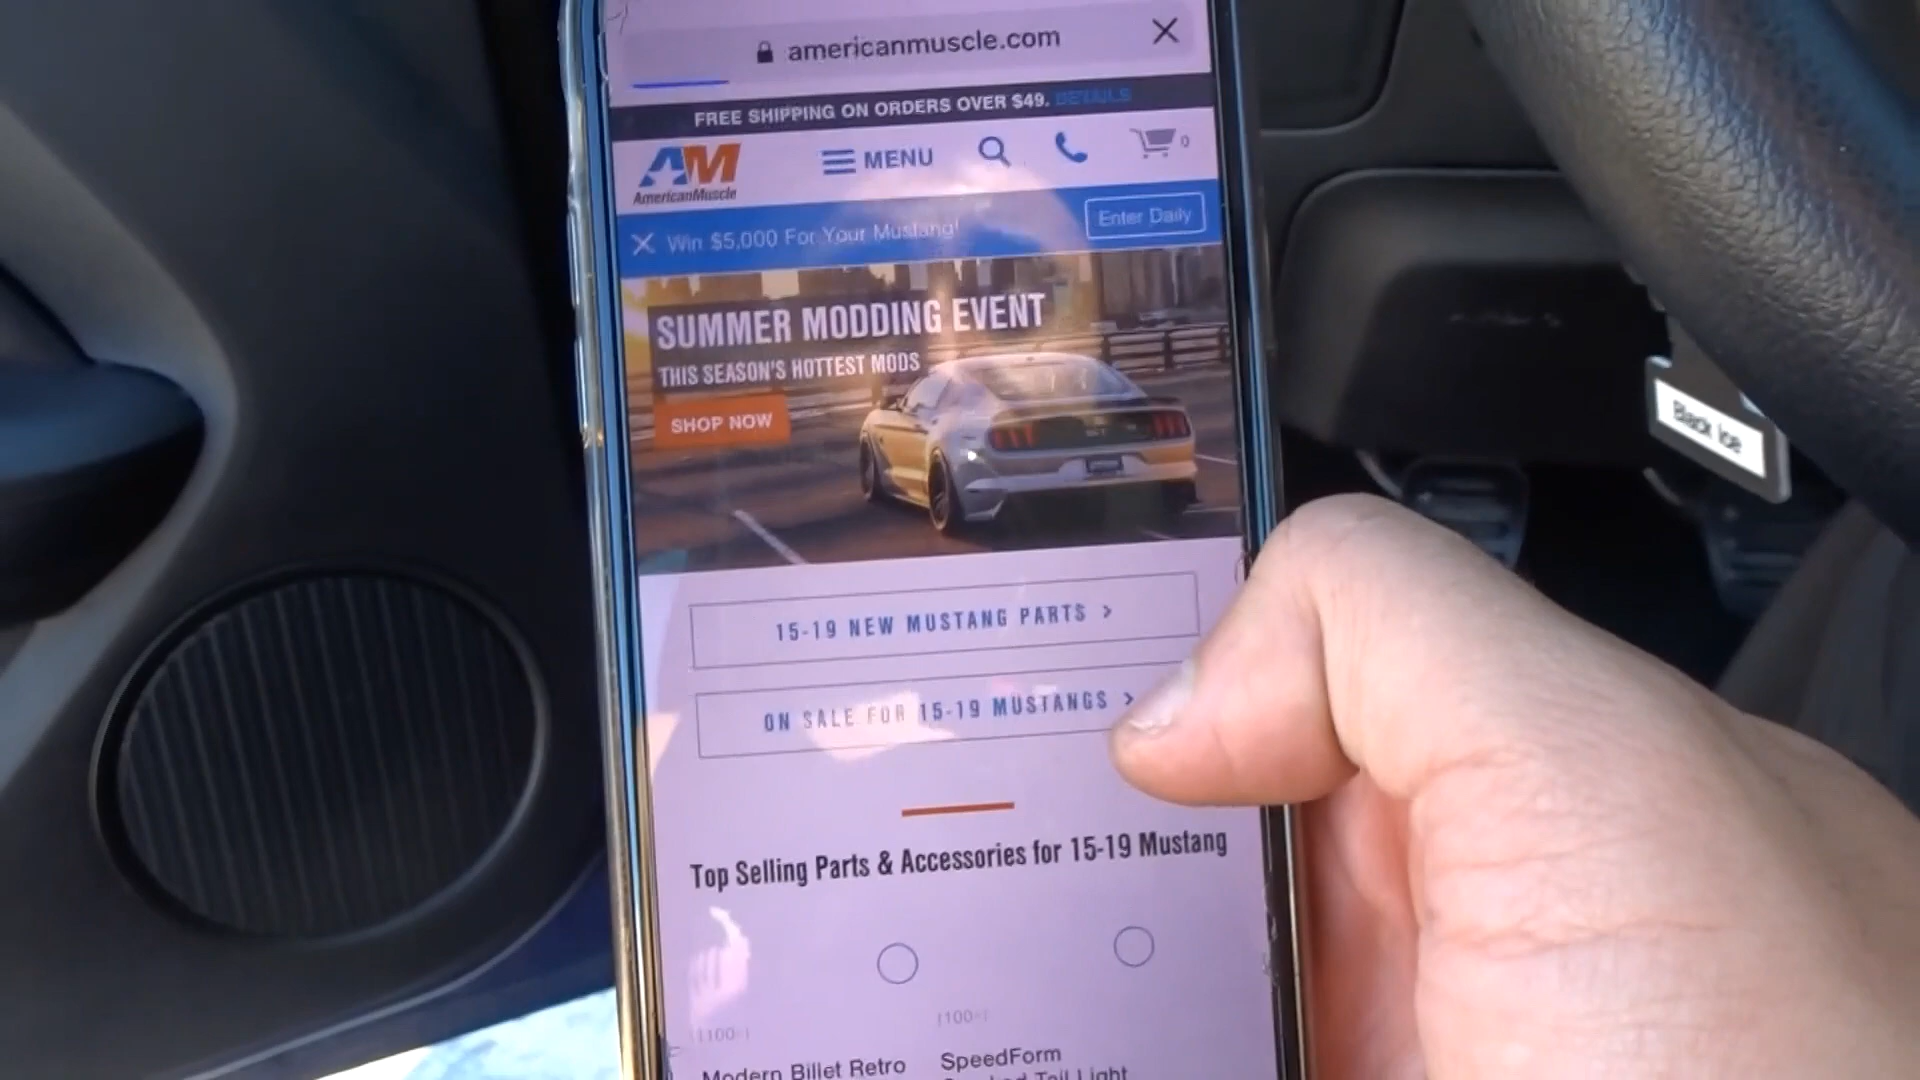 americanmuscle.com
FREE SHIPPING ON ORDERS OVER $49. DETAILS
AM
AmericanMuscle
MENU
0
Win $5,000 For Your Mustang!
Enter Daily
SUMMER MODDING EVENT
THIS SEASON'S HOTTEST MODS
SHOP NOW
15-19 NEW MUSTANG PARTS >
ON SALE FOR 15-19 MUSTANGS >
Top Selling Parts & Accessories for 15-19 Mustang
(100+)
(100+)
Modern Billet Retro
SpeedForm
Tail Light
Black Ice